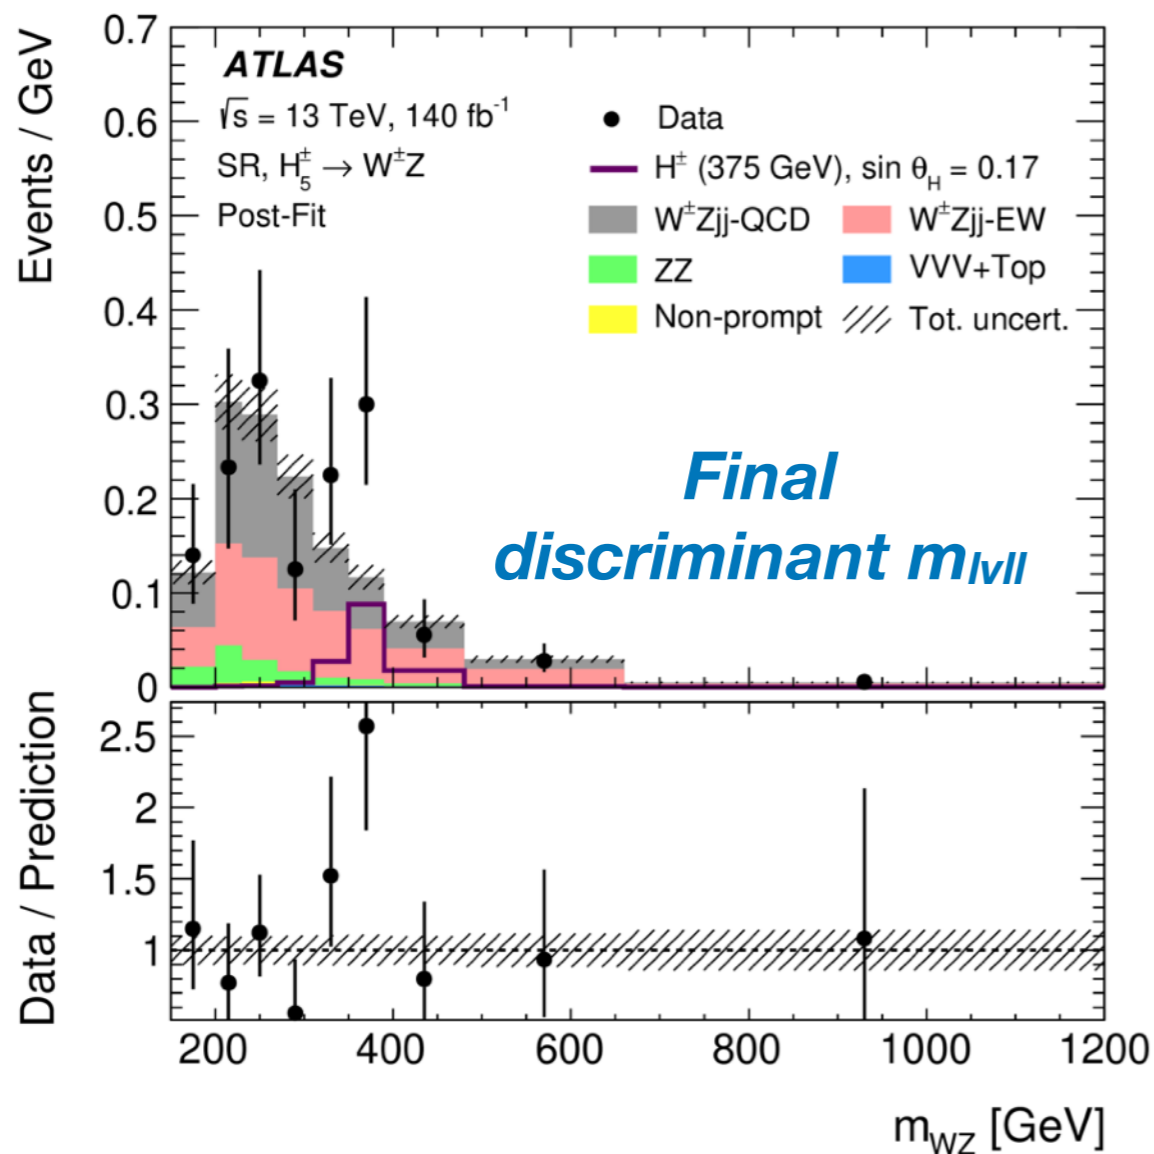 0.7
0.6
0.5
0.4
0.3
0.2
0.1
0
Events / GeV
ATLAS
√s = 13 TeV, 140 fb⁻¹
SR, H₅± → W±Z
Post-Fit
Data
H± (375 GeV), sin θ_H = 0.17
W±Zjj-QCD W±Zjj-EW
ZZ VVV+Top
Non-prompt Tot. uncert.
Final
discriminant mlvll
2.5
2
1.5
1
Data / Prediction
200 400 600 800 1000 1200
m_WZ [GeV]